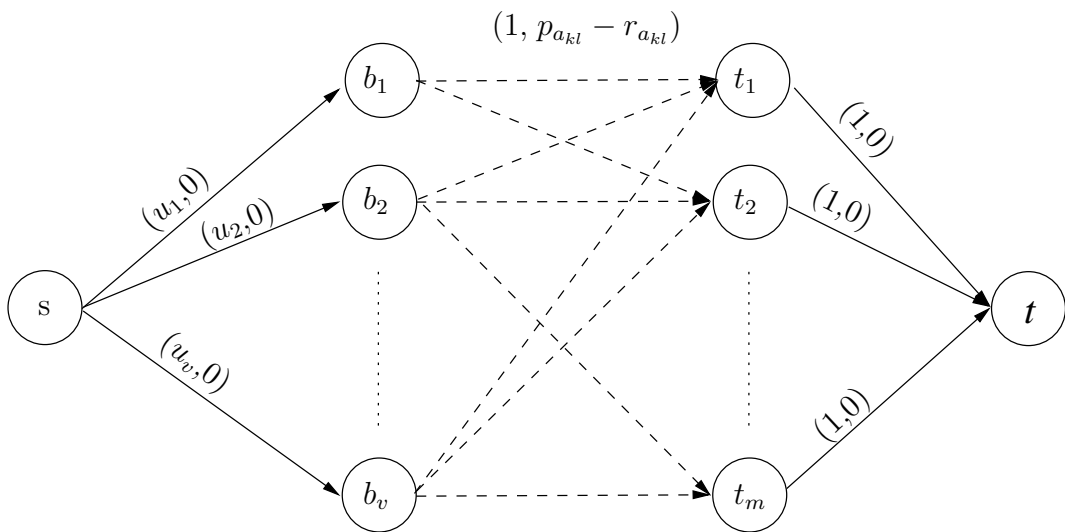 (1, p_{a_{kl}} − r_{a_{kl}})
b_1
t_1
(u_1,0)
(1,0)
b_2
t_2
(u_2,0)
(1,0)
s
t
(u_v,0)
(1,0)
b_v
t_m